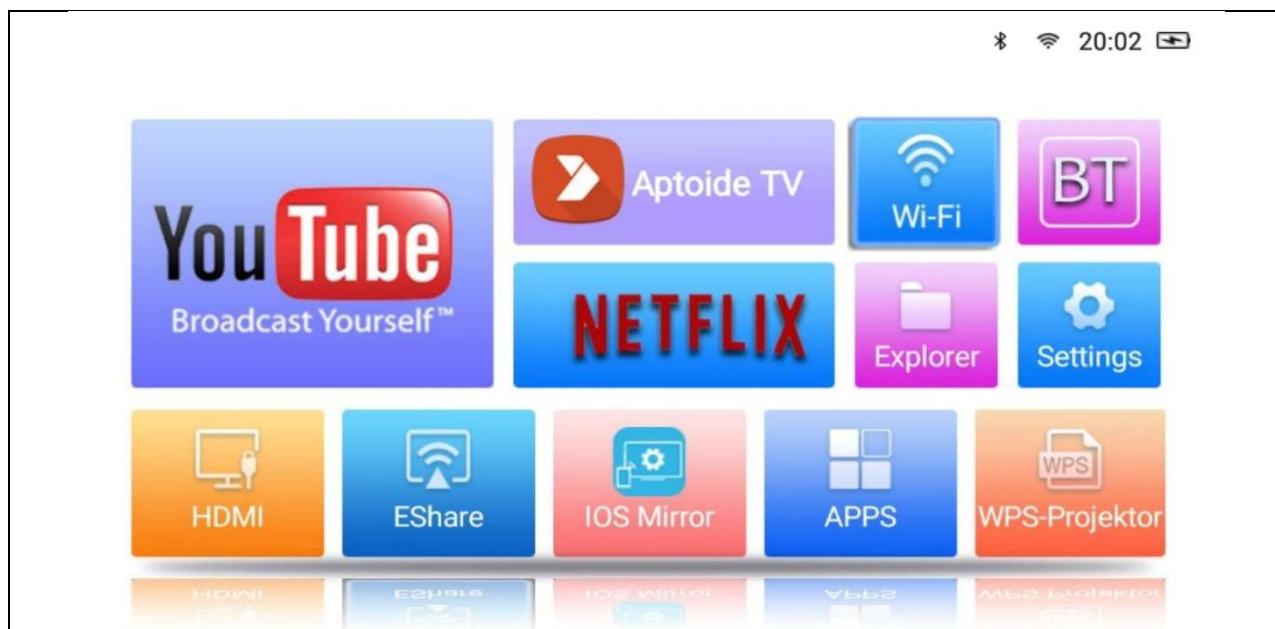 20:02
YouTube
Broadcast Yourself™
Aptoide TV
Wi-Fi
BT
NETFLIX
Explorer
Settings
HDMI
EShare
IOS Mirror
APPS
WPS
WPS-Projektor